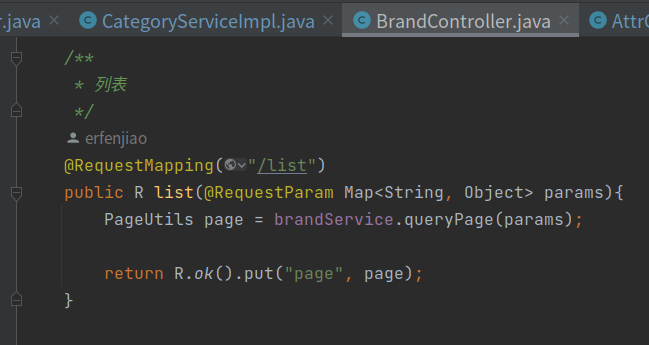 r.java × CategoryServiceImpl.java × BrandController.java × AttrC
/**
* 列表
*/
erfenjiao
@RequestMapping("/list")
public R list(@RequestParam Map<String, Object> params){
PageUtils page = brandService.queryPage(params);
return R.ok().put("page", page);
}